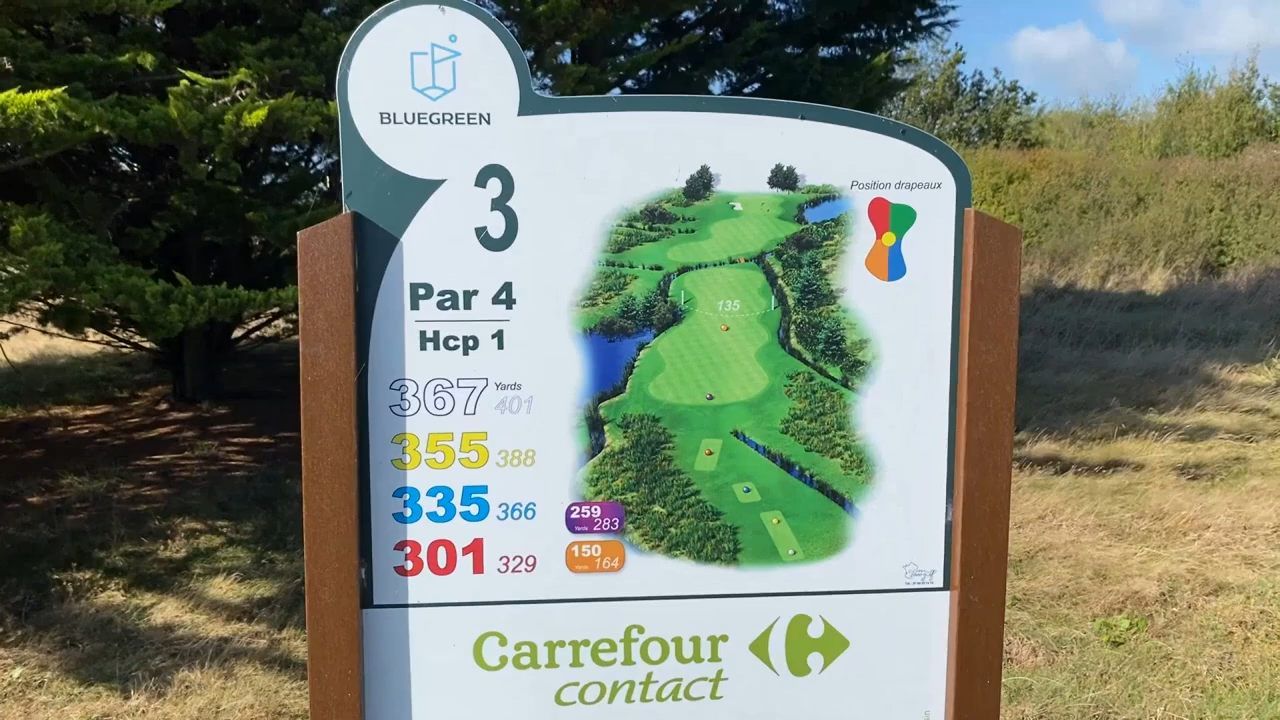 BLUEGREEN
3
Par 4
Hcp 1
367 Yards 401
355 388
335 366
301 329
259
Yards 283
150
Yards 164
135
Position drapeaux
Carrefour
contact